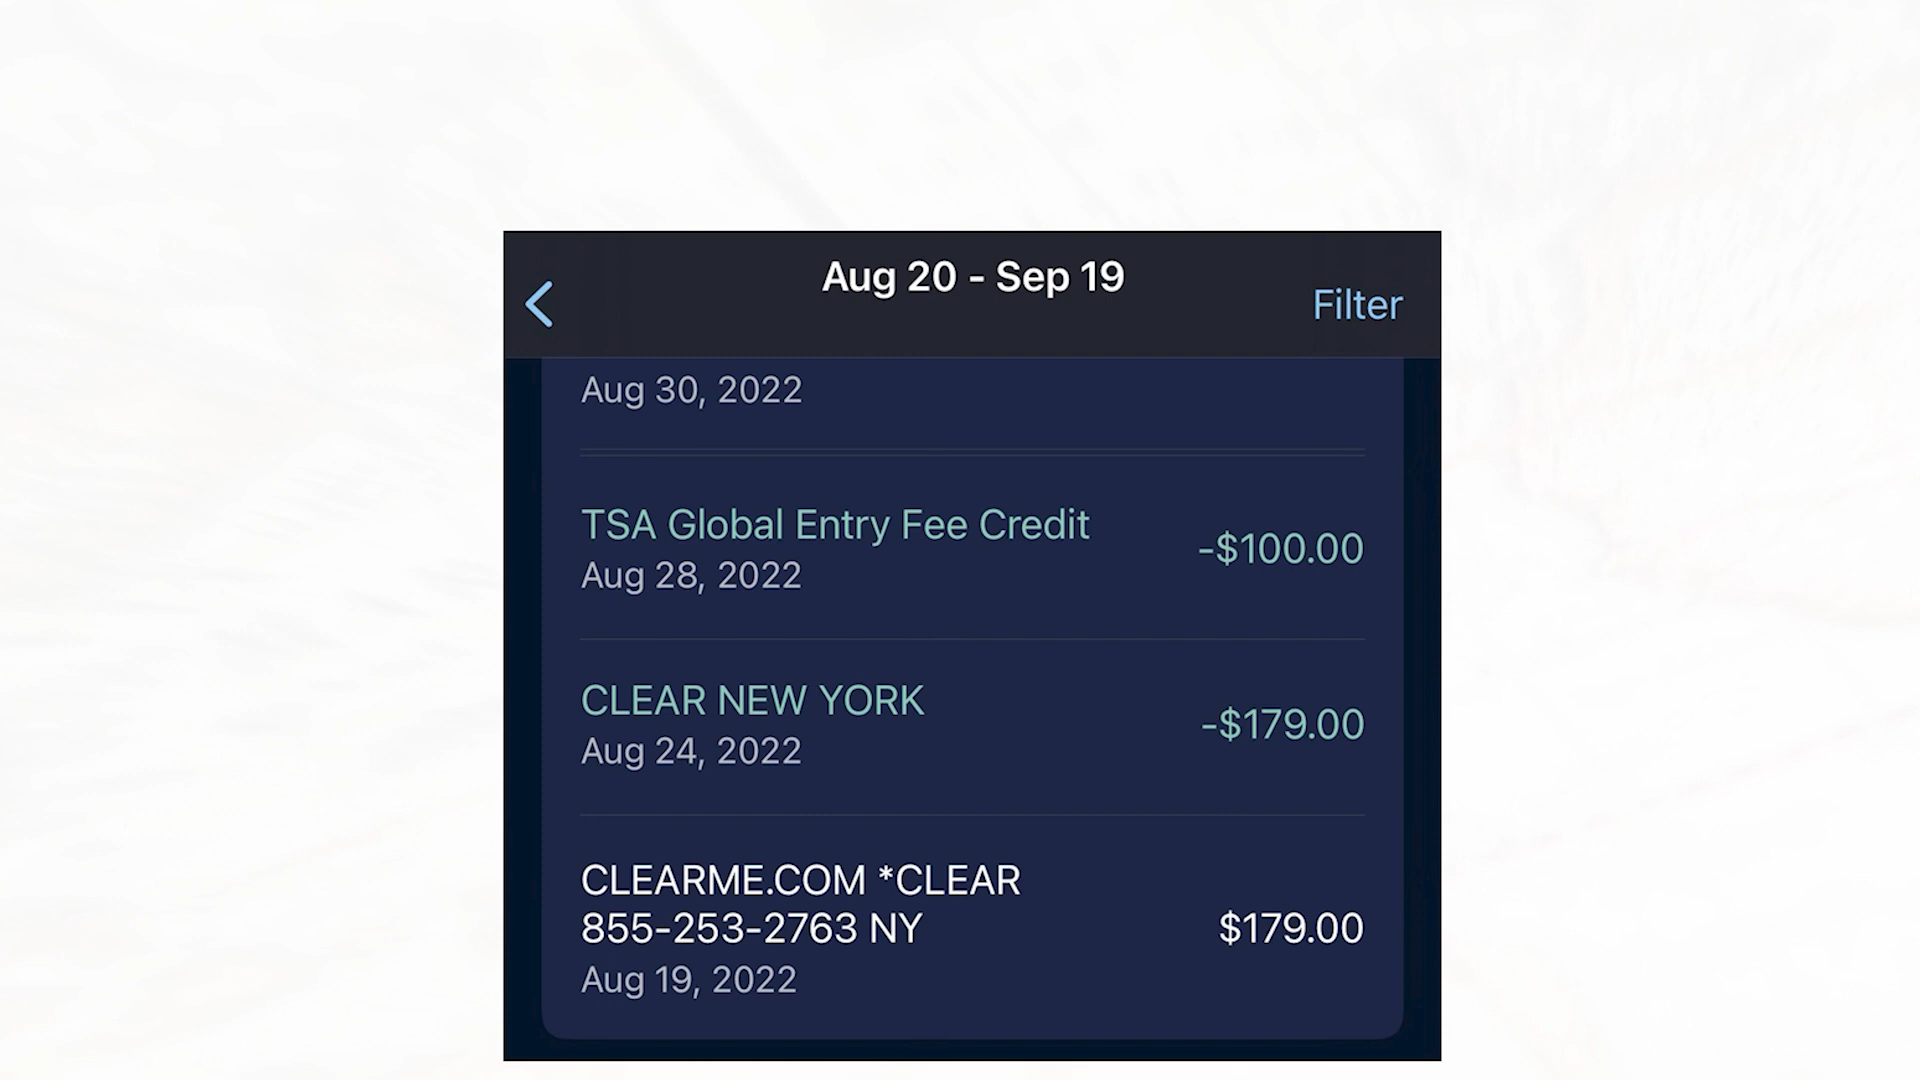 Aug 20 - Sep 19
Filter
Aug 30, 2022
TSA Global Entry Fee Credit
-$100.00
Aug 28, 2022
CLEAR NEW YORK
-$179.00
Aug 24, 2022
CLEARME.COM *CLEAR
855-253-2763 NY
$179.00
Aug 19, 2022